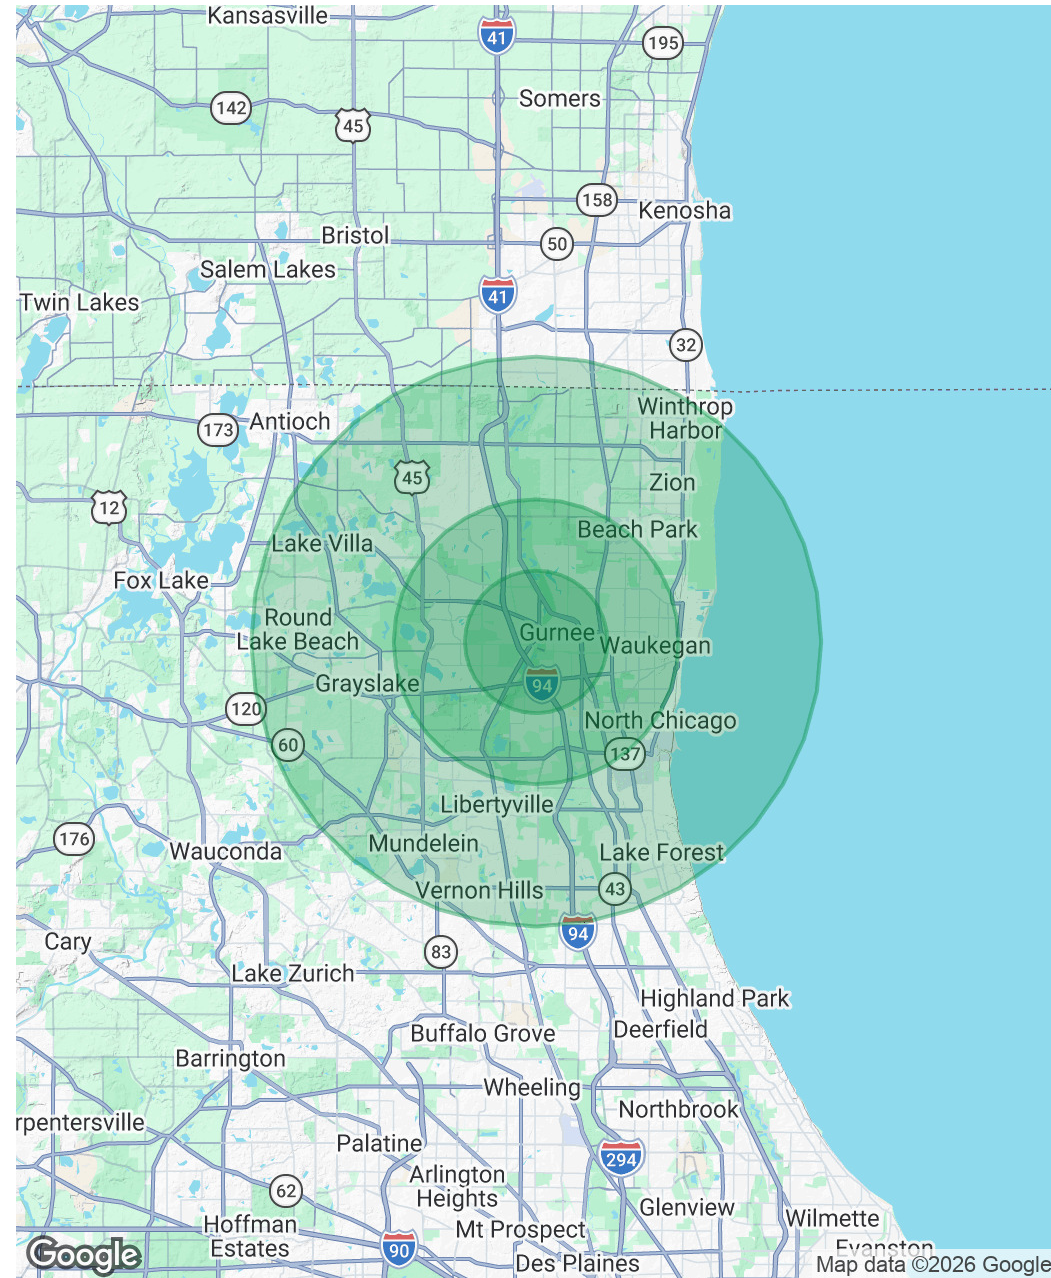 Kansasville
41
195
Somers
142
45
158
Kenosha
50
Bristol
Salem Lakes
Twin Lakes
41
32
Winthrop
Harbor
Antioch
173
45
Zion
12
Beach Park
Lake Villa
Fox Lake
Round
Lake Beach
Gurnee
Waukegan
Grayslake
94
120
North Chicago
60
137
Libertyville
176
Mundelein
Wauconda
Lake Forest
Vernon Hills
43
94
Cary
83
Lake Zurich
Highland Park
Buffalo Grove
Deerfield
Barrington
Wheeling
Northbrook
rpentersville
Palatine
294
Arlington
Heights
62
Glenview
Hoffman
Estates
Mt Prospect
Wilmette
90
Evanston
Des Plaines
Google
Map data ©2026 Google